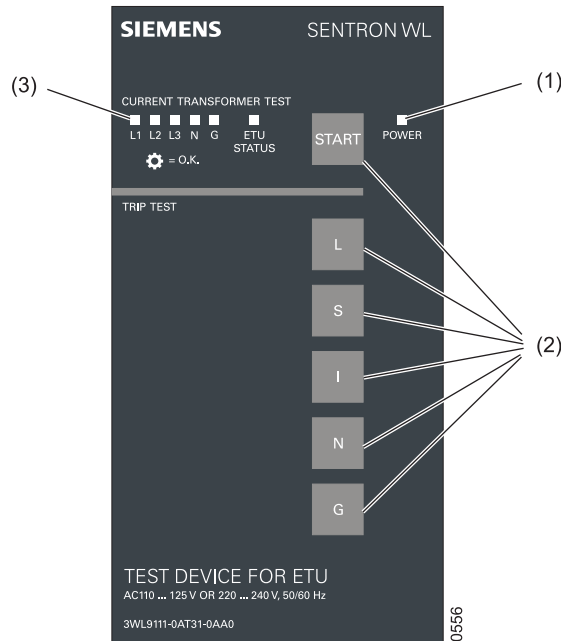 SIEMENS SENTRON WL
(3) (1)
CURRENT TRANSFORMER TEST
L1 L2 L3 N G ETU STATUS START POWER
= O.K.
TRIP TEST
L
S
(2)
I
N
G
TEST DEVICE FOR ETU
AC110 ... 125 V OR 220 ... 240 V, 50/60 Hz
3WL9111-0AT31-0AA0
0556